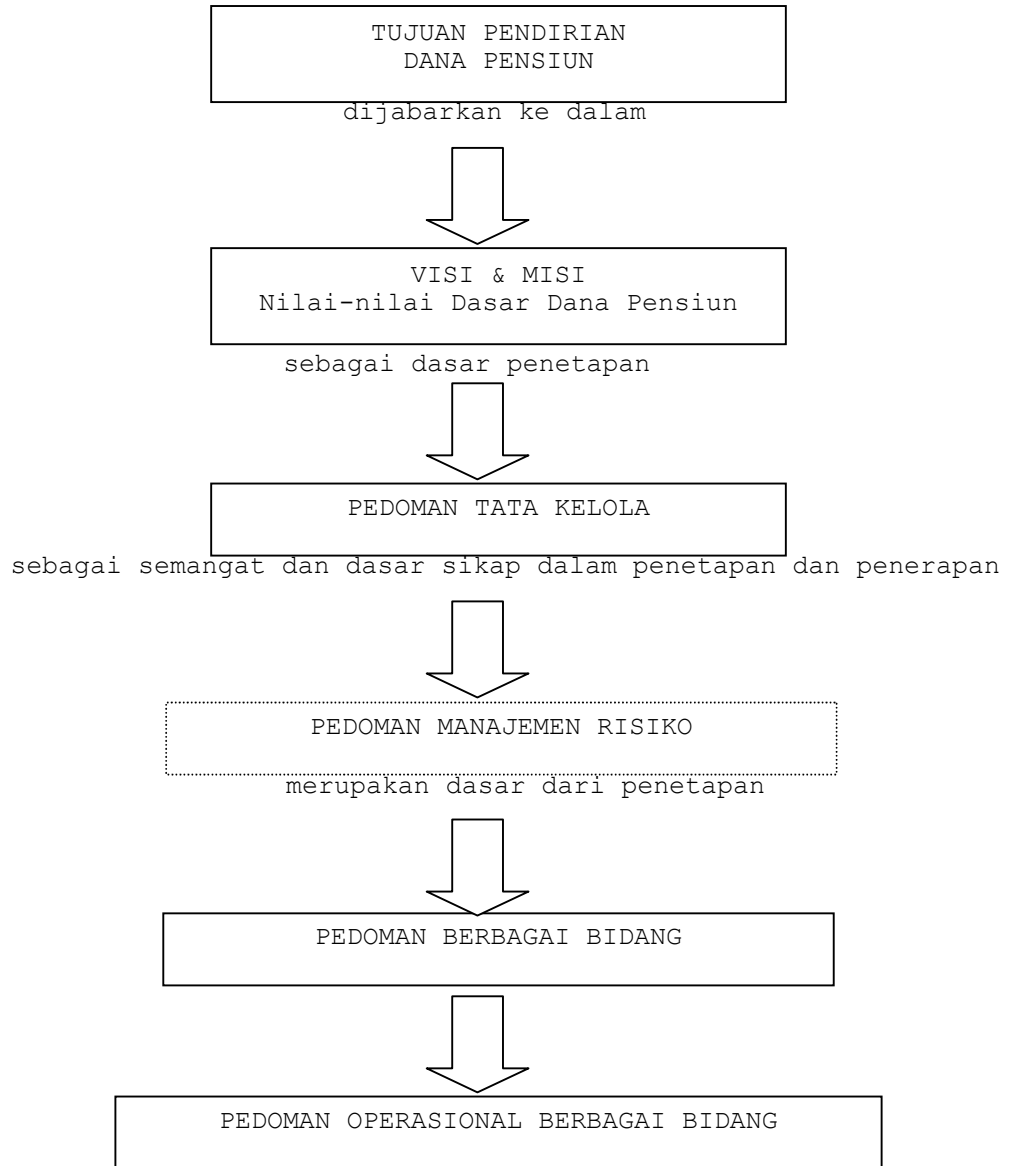 TUJUAN PENDIRIAN
DANA PENSIUN
dijabarkan ke dalam
VISI & MISI
Nilai-nilai Dasar Dana Pensiun
sebagai dasar penetapan
PEDOMAN TATA KELOLA
sebagai semangat dan dasar sikap dalam penetapan dan penerapan
PEDOMAN MANAJEMEN RISIKO
merupakan dasar dari penetapan
PEDOMAN BERBAGAI BIDANG
PEDOMAN OPERASIONAL BERBAGAI BIDANG